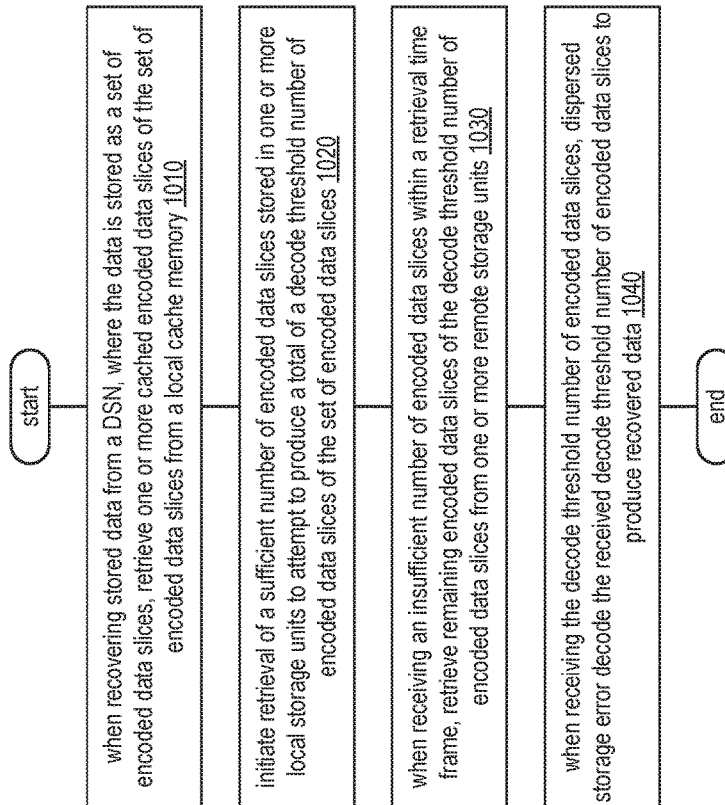 start
when recovering stored data from a DSN, where the data is stored as a set of
encoded data slices, retrieve one or more cached encoded data slices of the set of
encoded data slices from a local cache memory 1010
initiate retrieval of a sufficient number of encoded data slices stored in one or more
local storage units to attempt to produce a total of a decode threshold number of
encoded data slices of the set of encoded data slices 1020
when receiving an insufficient number of encoded data slices within a retrieval time
frame, retrieve remaining encoded data slices of the decode threshold number of
encoded data slices from one or more remote storage units 1030
when receiving the decode threshold number of encoded data slices, dispersed
storage error decode the received decode threshold number of encoded data slices to
produce recovered data 1040
end